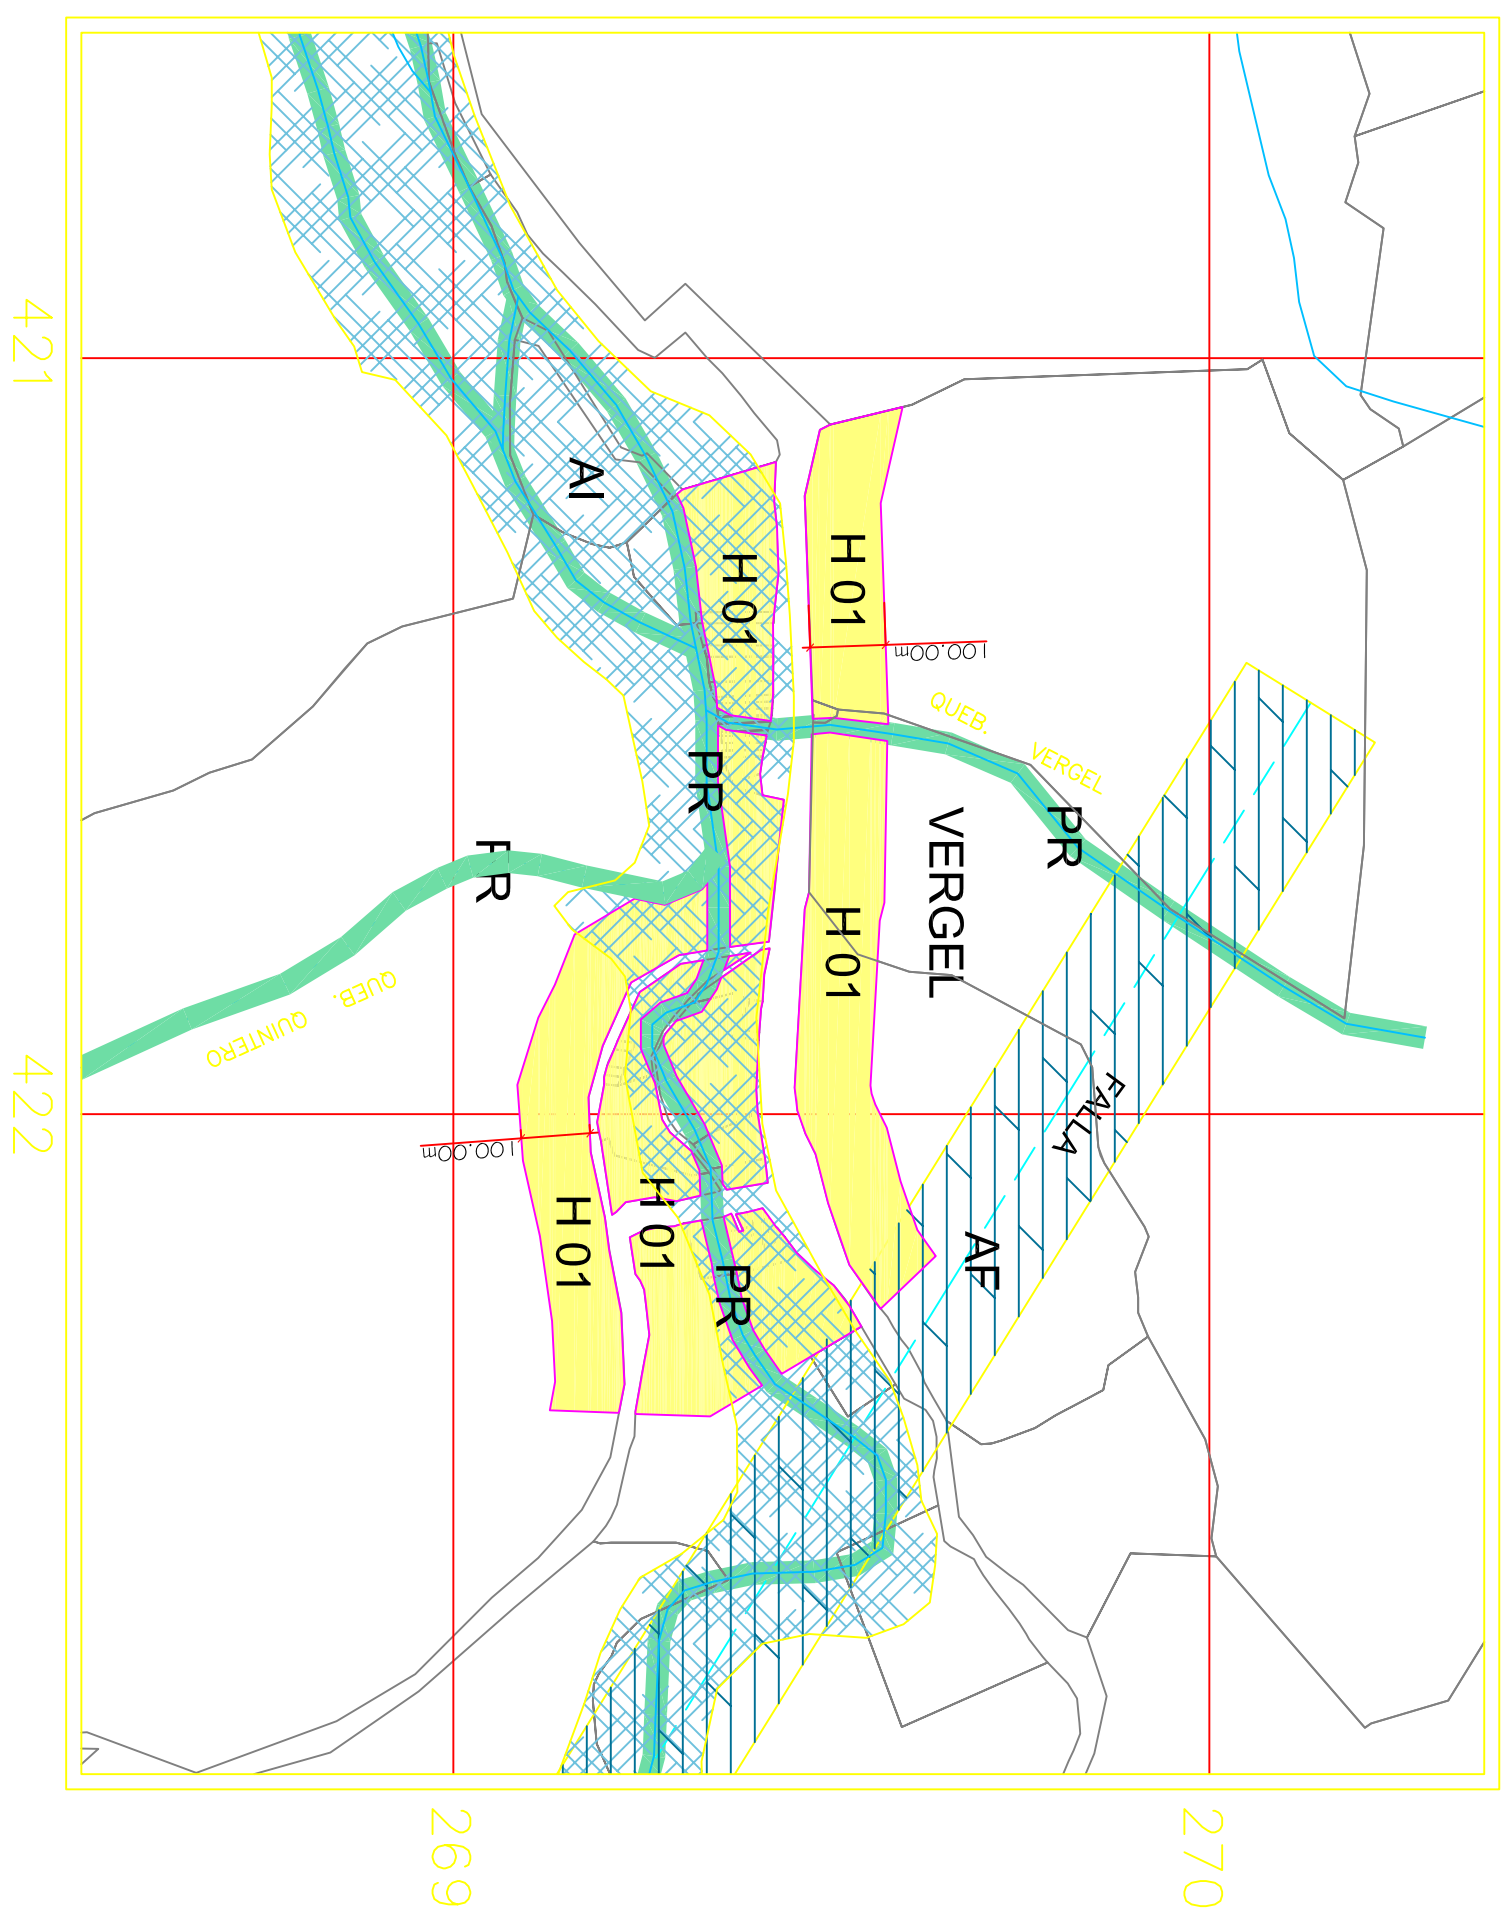 421
AI
H 01
H 01
100.00m
QUEB.
VERGEL
PR
PR
VERGEL
PR
H 01
QUEB.
QUINTERO
422
FALLA
100.00m
H 01
H 01
AF
PR
269
270